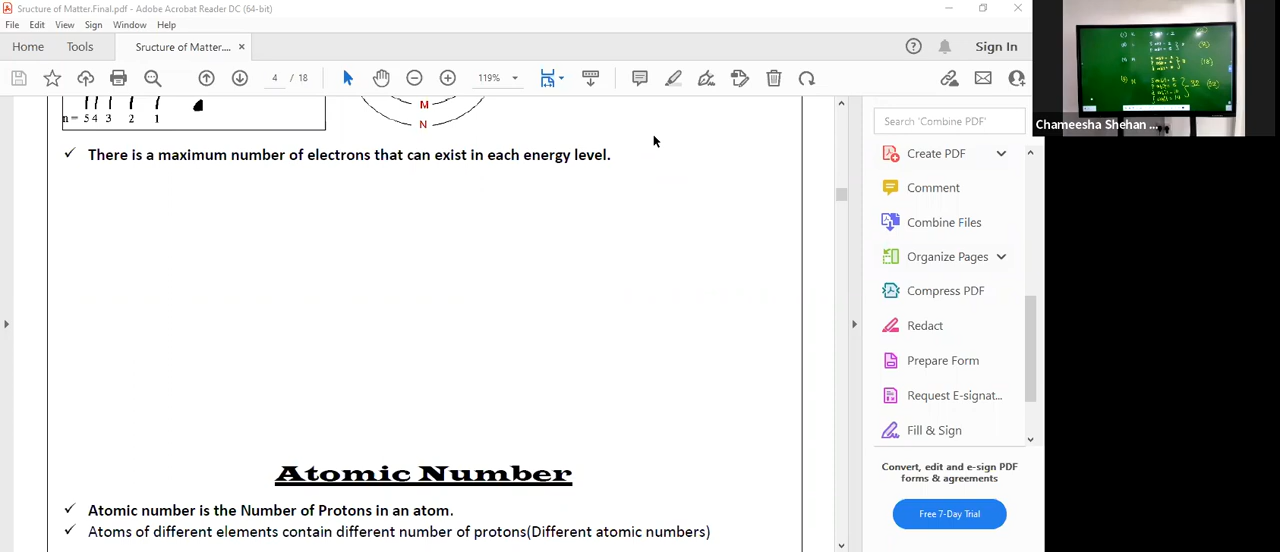 Sructure of Matter.Final.pdf - Adobe Acrobat Reader DC (64-bit)
File Edit View Sign Window Help
Home Tools Sructure of Matter.... × Sign In
4 / 18 119%
n = 5 4 3 2 1
M
N
✓ There is a maximum number of electrons that can exist in each energy level.
Atomic Number
✓ Atomic number is the Number of Protons in an atom.
✓ Atoms of different elements contain different number of protons(Different atomic numbers)
Search 'Combine PDF'
Create PDF
Comment
Combine Files
Organize Pages
Compress PDF
Redact
Prepare Form
Request E-signat...
Fill & Sign
Convert, edit and e-sign PDF
forms & agreements
Free 7-Day Trial
Chameesha Shehan ...